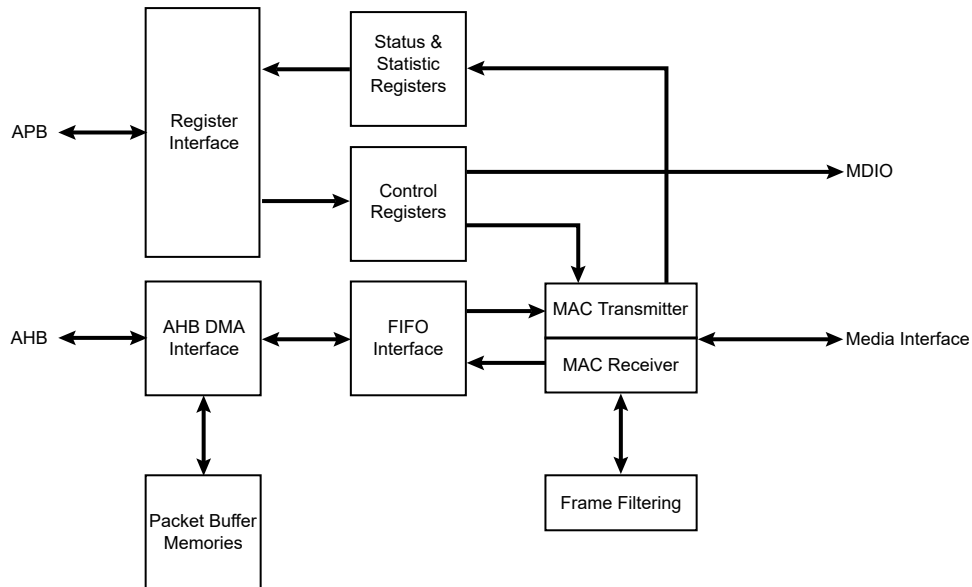 Status &
Statistic
Registers
APB
Register
Interface
MDIO
Control
Registers
MAC Transmitter
AHB
AHB DMA
Interface
FIFO
Interface
Media Interface
MAC Receiver
Packet Buffer
Memories
Frame Filtering